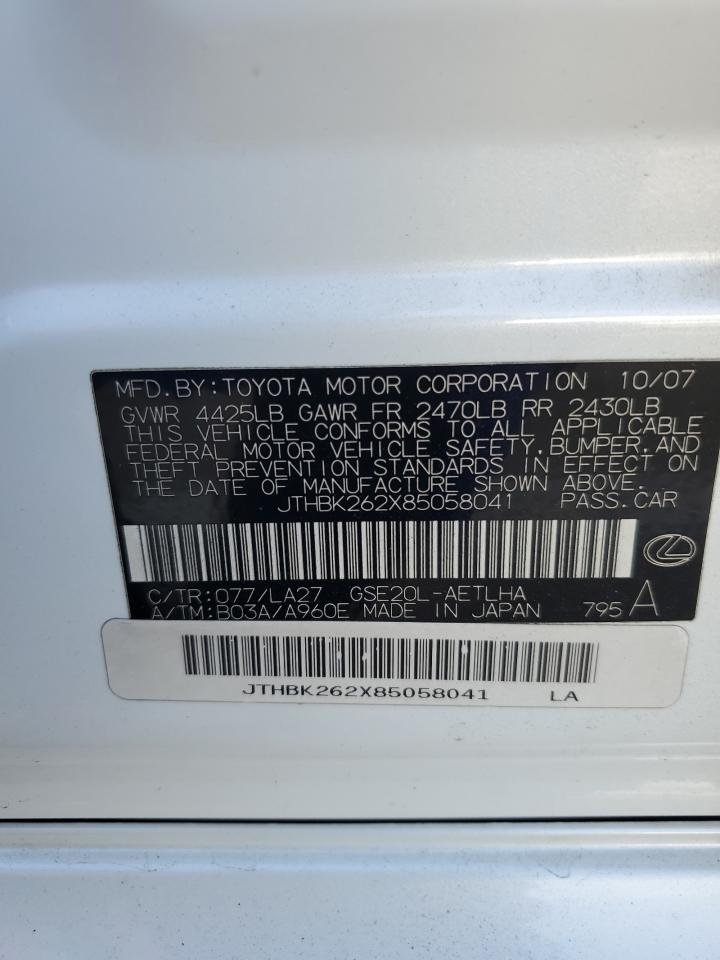 MFD. BY: TOYOTA MOTOR CORPORATION 10/07
GVWR 4425LB GAWR FR 2470LB RR 2430LB
THIS VEHICLE CONFORMS TO ALL APPLICABLE
FEDERAL MOTOR VEHICLE SAFETY, BUMPER, AND
THEFT PREVENTION STANDARDS IN EFFECT ON
THE DATE OF MANUFACTURE SHOWN ABOVE.
JTHBK262X85058041 PASS. CAR
C/TR: 077/LA27 GSE20L-AETLHA
A/TM: B03A/A960E MADE IN JAPAN 795 A
JTHBK262X85058041 LA